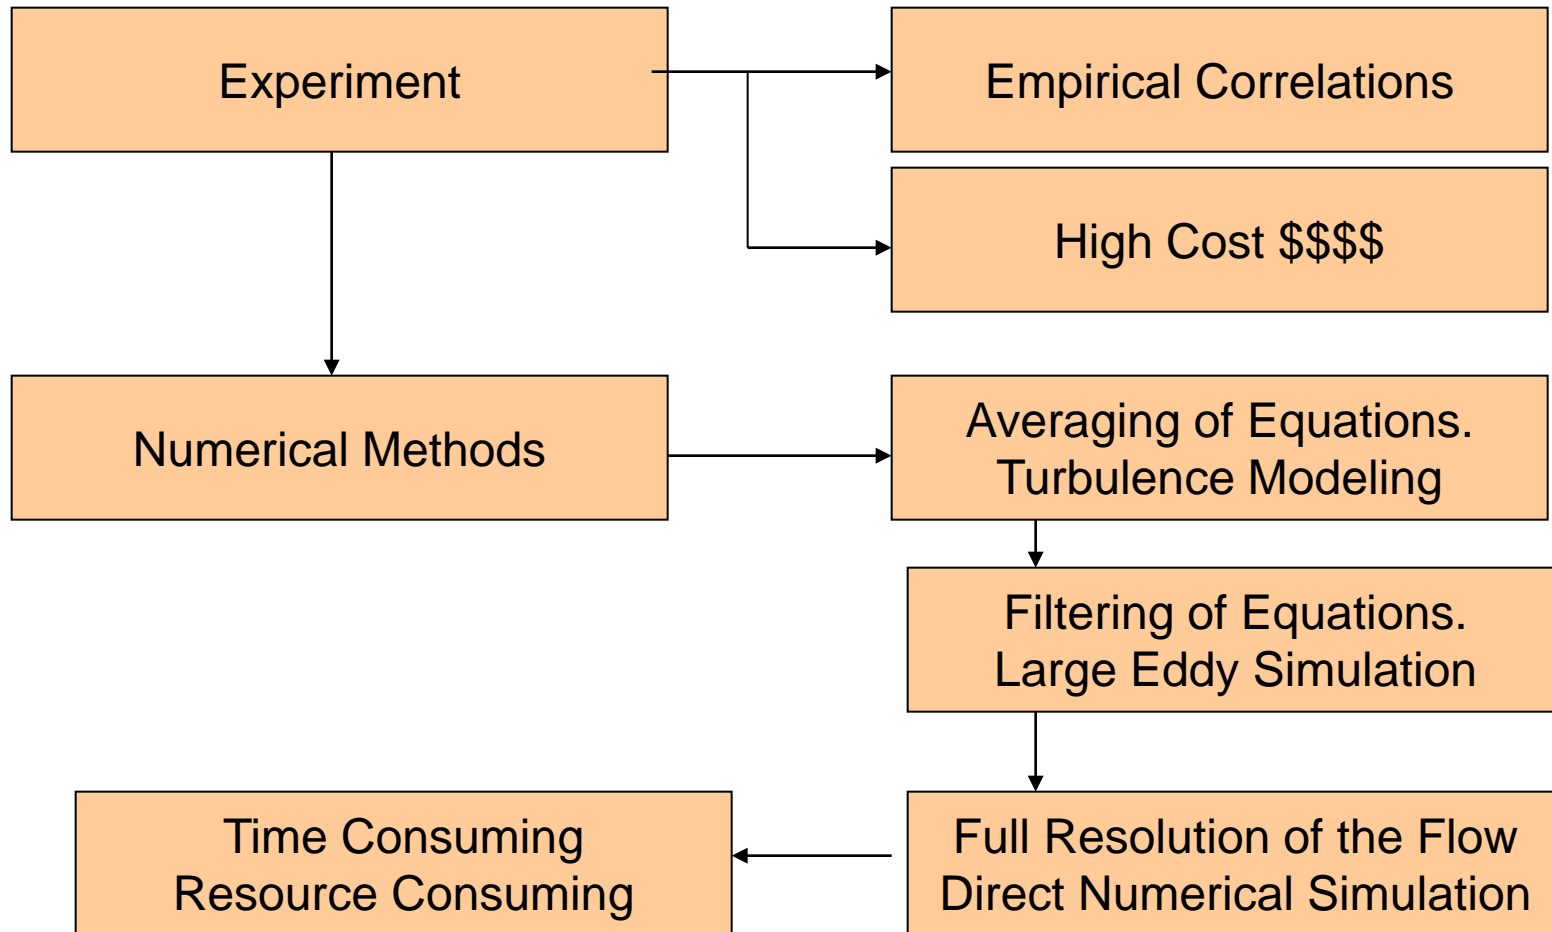 Experiment
Empirical Correlations
High Cost $$$$
Numerical Methods
Averaging of Equations.
Turbulence Modeling
Filtering of Equations.
Large Eddy Simulation
Time Consuming
Resource Consuming
Full Resolution of the Flow
Direct Numerical Simulation